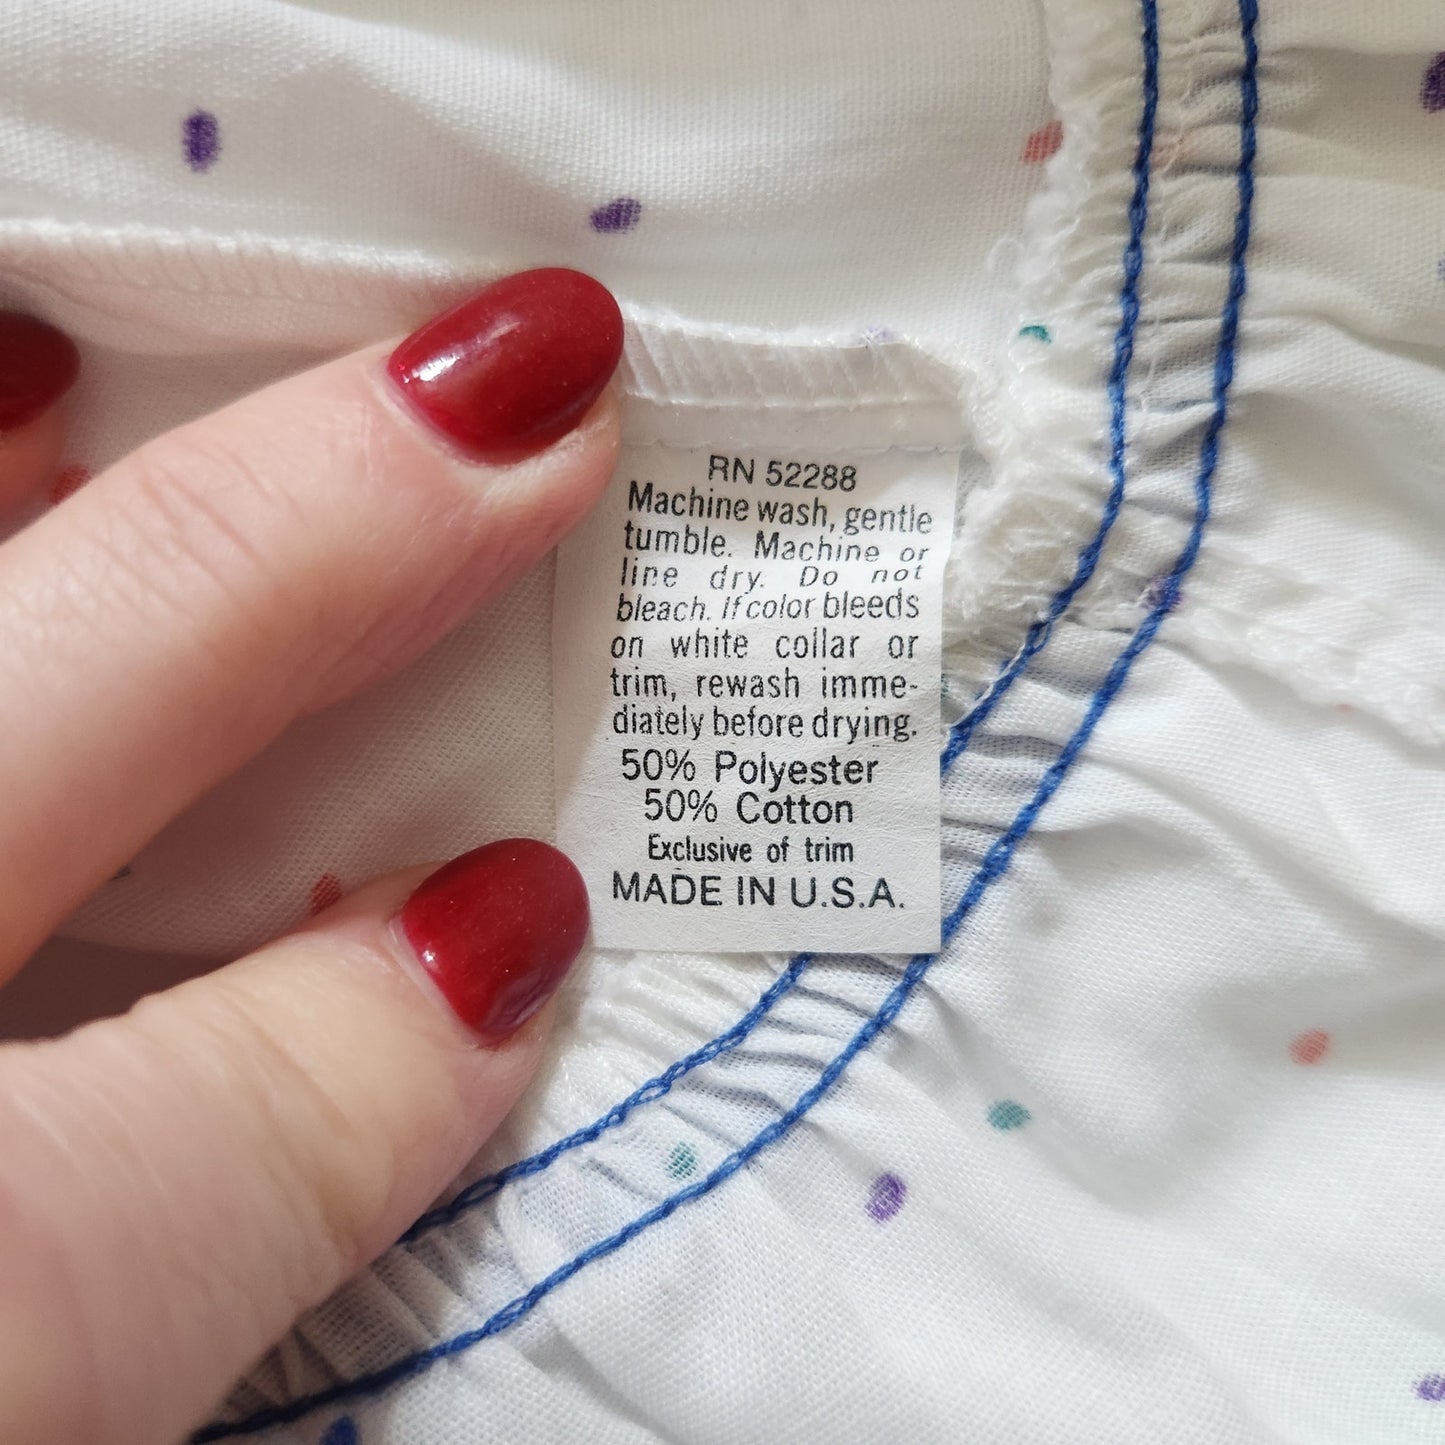 RN 52288
Machine wash, gentle
tumble. Machine or
line dry. Do not
bleach. If color bleeds
on white collar or
trim, rewash imme-
diately before drying.
50% Polyester
50% Cotton
Exclusive of trim
MADE IN U.S.A.